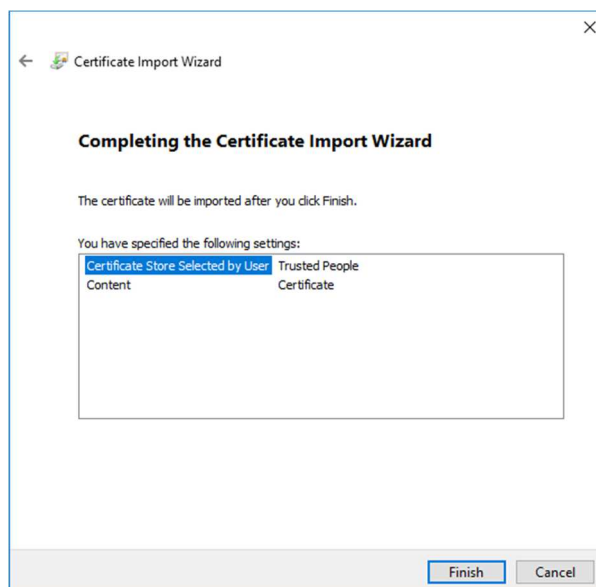 Certificate Import Wizard
Completing the Certificate Import Wizard
The certificate will be imported after you click Finish.
You have specified the following settings:
Certificate Store Selected by User Trusted People
Content Certificate
Finish Cancel